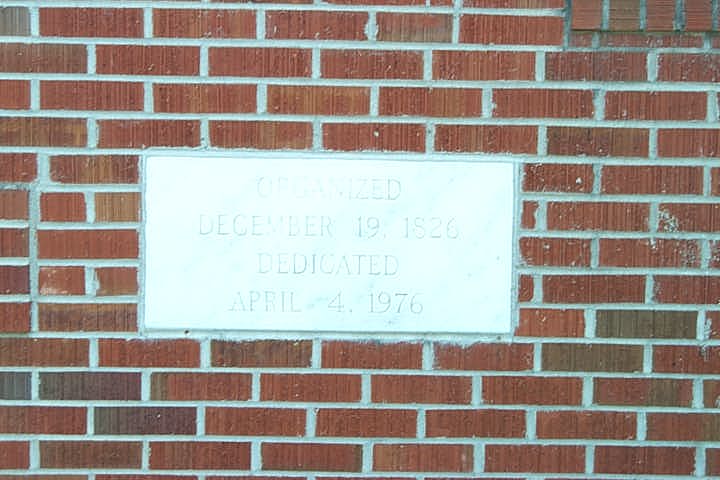 ORGANIZED
DECEMBER 19, 1826
DEDICATED
APRIL 4, 1976